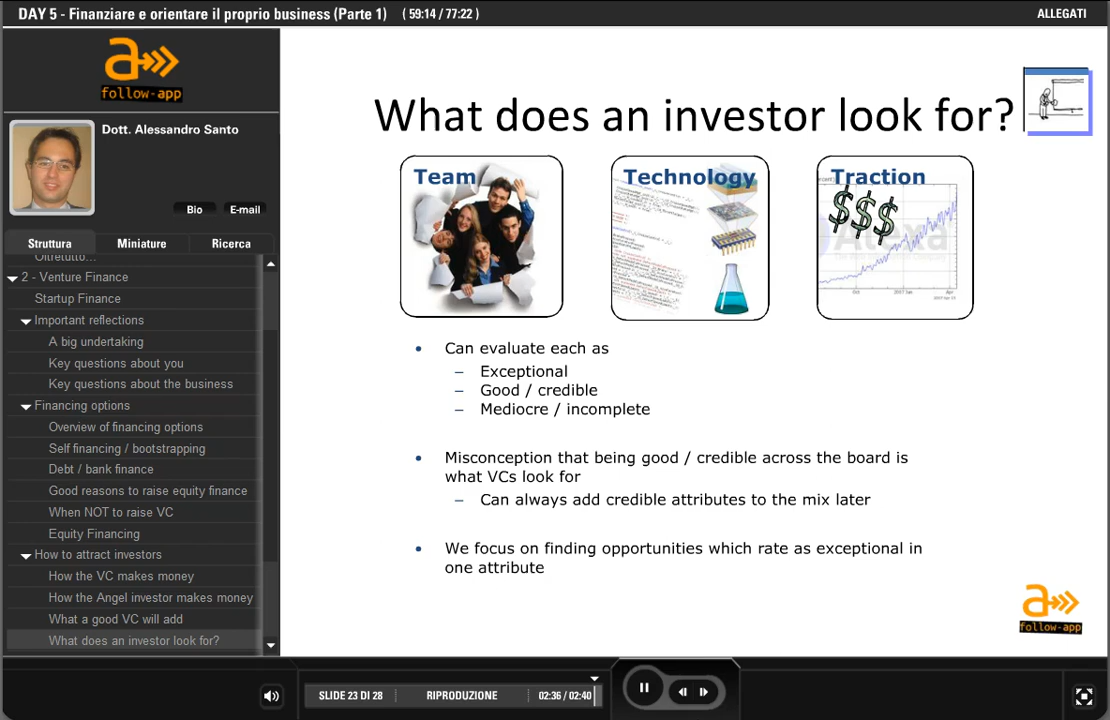 DAY 5 - Finanziare e orientare il proprio business (Parte 1) ( 59:14 / 77:22 )
ALLEGATI
follow-app
Dott. Alessandro Santo
Bio
E-mail
Struttura
Miniature
Ricerca
2 - Venture Finance
Startup Finance
Important reflections
A big undertaking
Key questions about you
Key questions about the business
Financing options
Overview of financing options
Self financing / bootstrapping
Debt / bank finance
Good reasons to raise equity finance
When NOT to raise VC
Equity Financing
How to attract investors
How the VC makes money
How the Angel investor makes money
What a good VC will add
What does an investor look for?
What does an investor look for?
Team
Technology
Traction
$$$
Alexa
Oct
2007 Jan
Apr
• Can evaluate each as
– Exceptional
– Good / credible
– Mediocre / incomplete
• Misconception that being good / credible across the board is
what VCs look for
– Can always add credible attributes to the mix later
• We focus on finding opportunities which rate as exceptional in
one attribute
follow-app
SLIDE 23 DI 28
RIPRODUZIONE
02:36 / 02:40